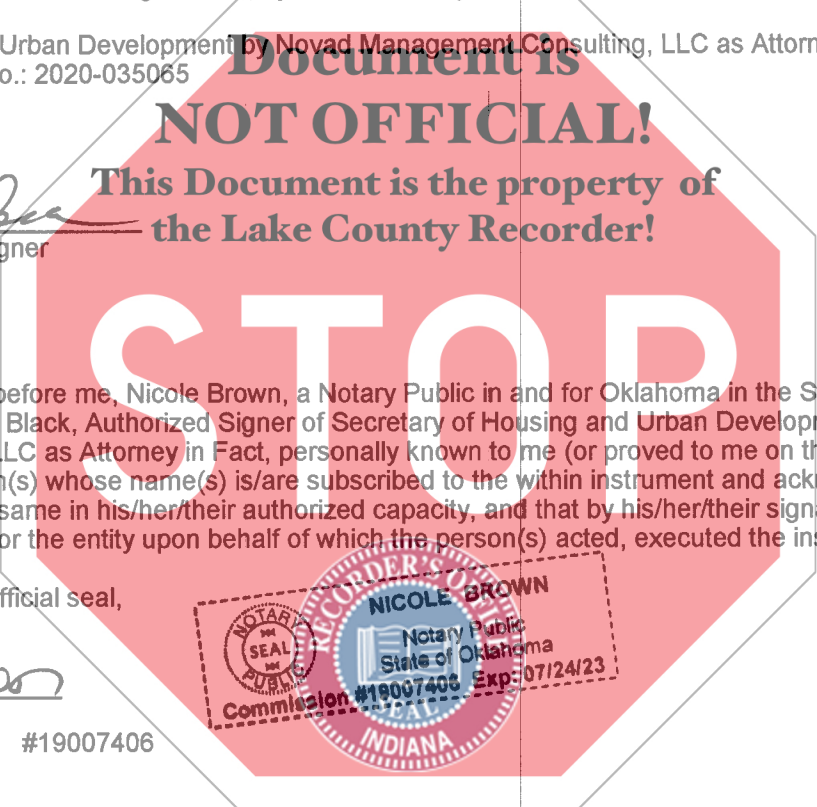 Urban Development by Novad Management Consulting, LLC as Attorn
o.: 2020-035065
Document is
NOT OFFICIAL!
This Document is the property of
the Lake County Recorder!
gner
STOP
before me, Nicole Brown, a Notary Public in and for Oklahoma in the S
Black, Authorized Signer of Secretary of Housing and Urban Developm
LLC as Attorney in Fact, personally known to me (or proved to me on th
n(s) whose name(s) is/are subscribed to the within instrument and ackn
same in his/her/their authorized capacity, and that by his/her/their signa
or the entity upon behalf of which the person(s) acted, executed the ins
fficial seal,
NOTARY
SEAL
PUBLIC
NICOLE BROWN
Notary Public
State of Oklahoma
Commission #19007406 Exp: 07/24/23
RECORDER'S OFFICE
SEAL
INDIANA
#19007406